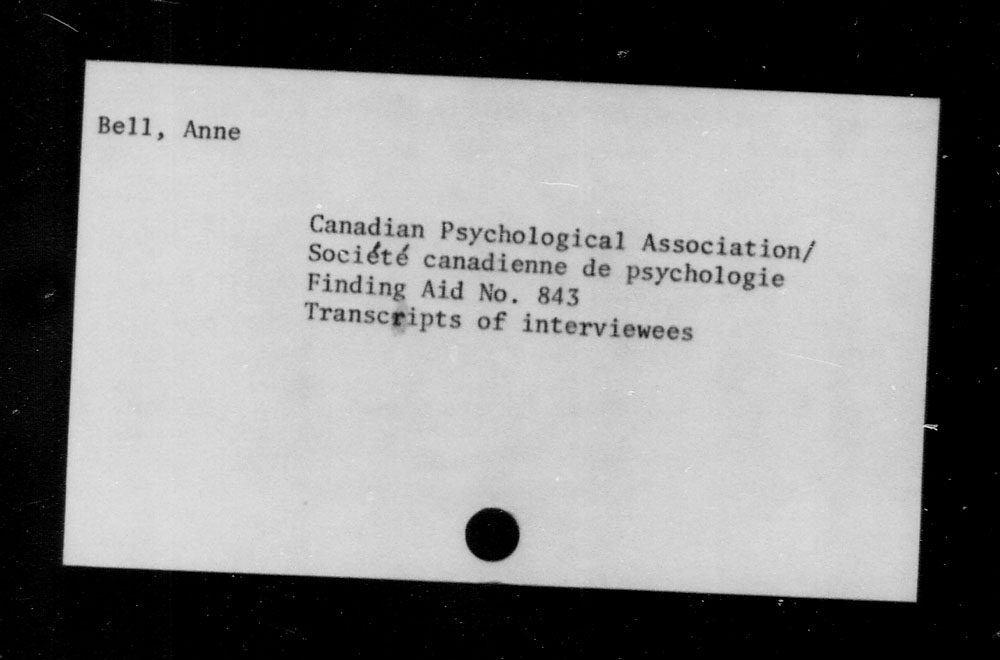 Bell, Anne
Canadian Psychological Association/
Société canadienne de psychologie
Finding Aid No. 843
Transcripts of interviewees